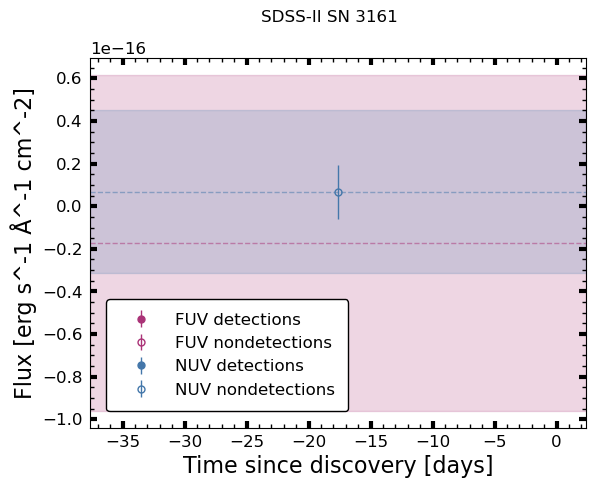 SDSS-II SN 3161
1e−16
0.6
0.4
0.2
0.0
−0.2
−0.4
−0.6
−0.8
−1.0
Flux [erg s^-1 Å^-1 cm^-2]
FUV detections
FUV nondetections
NUV detections
NUV nondetections
−35 −30 −25 −20 −15 −10 −5 0
Time since discovery [days]